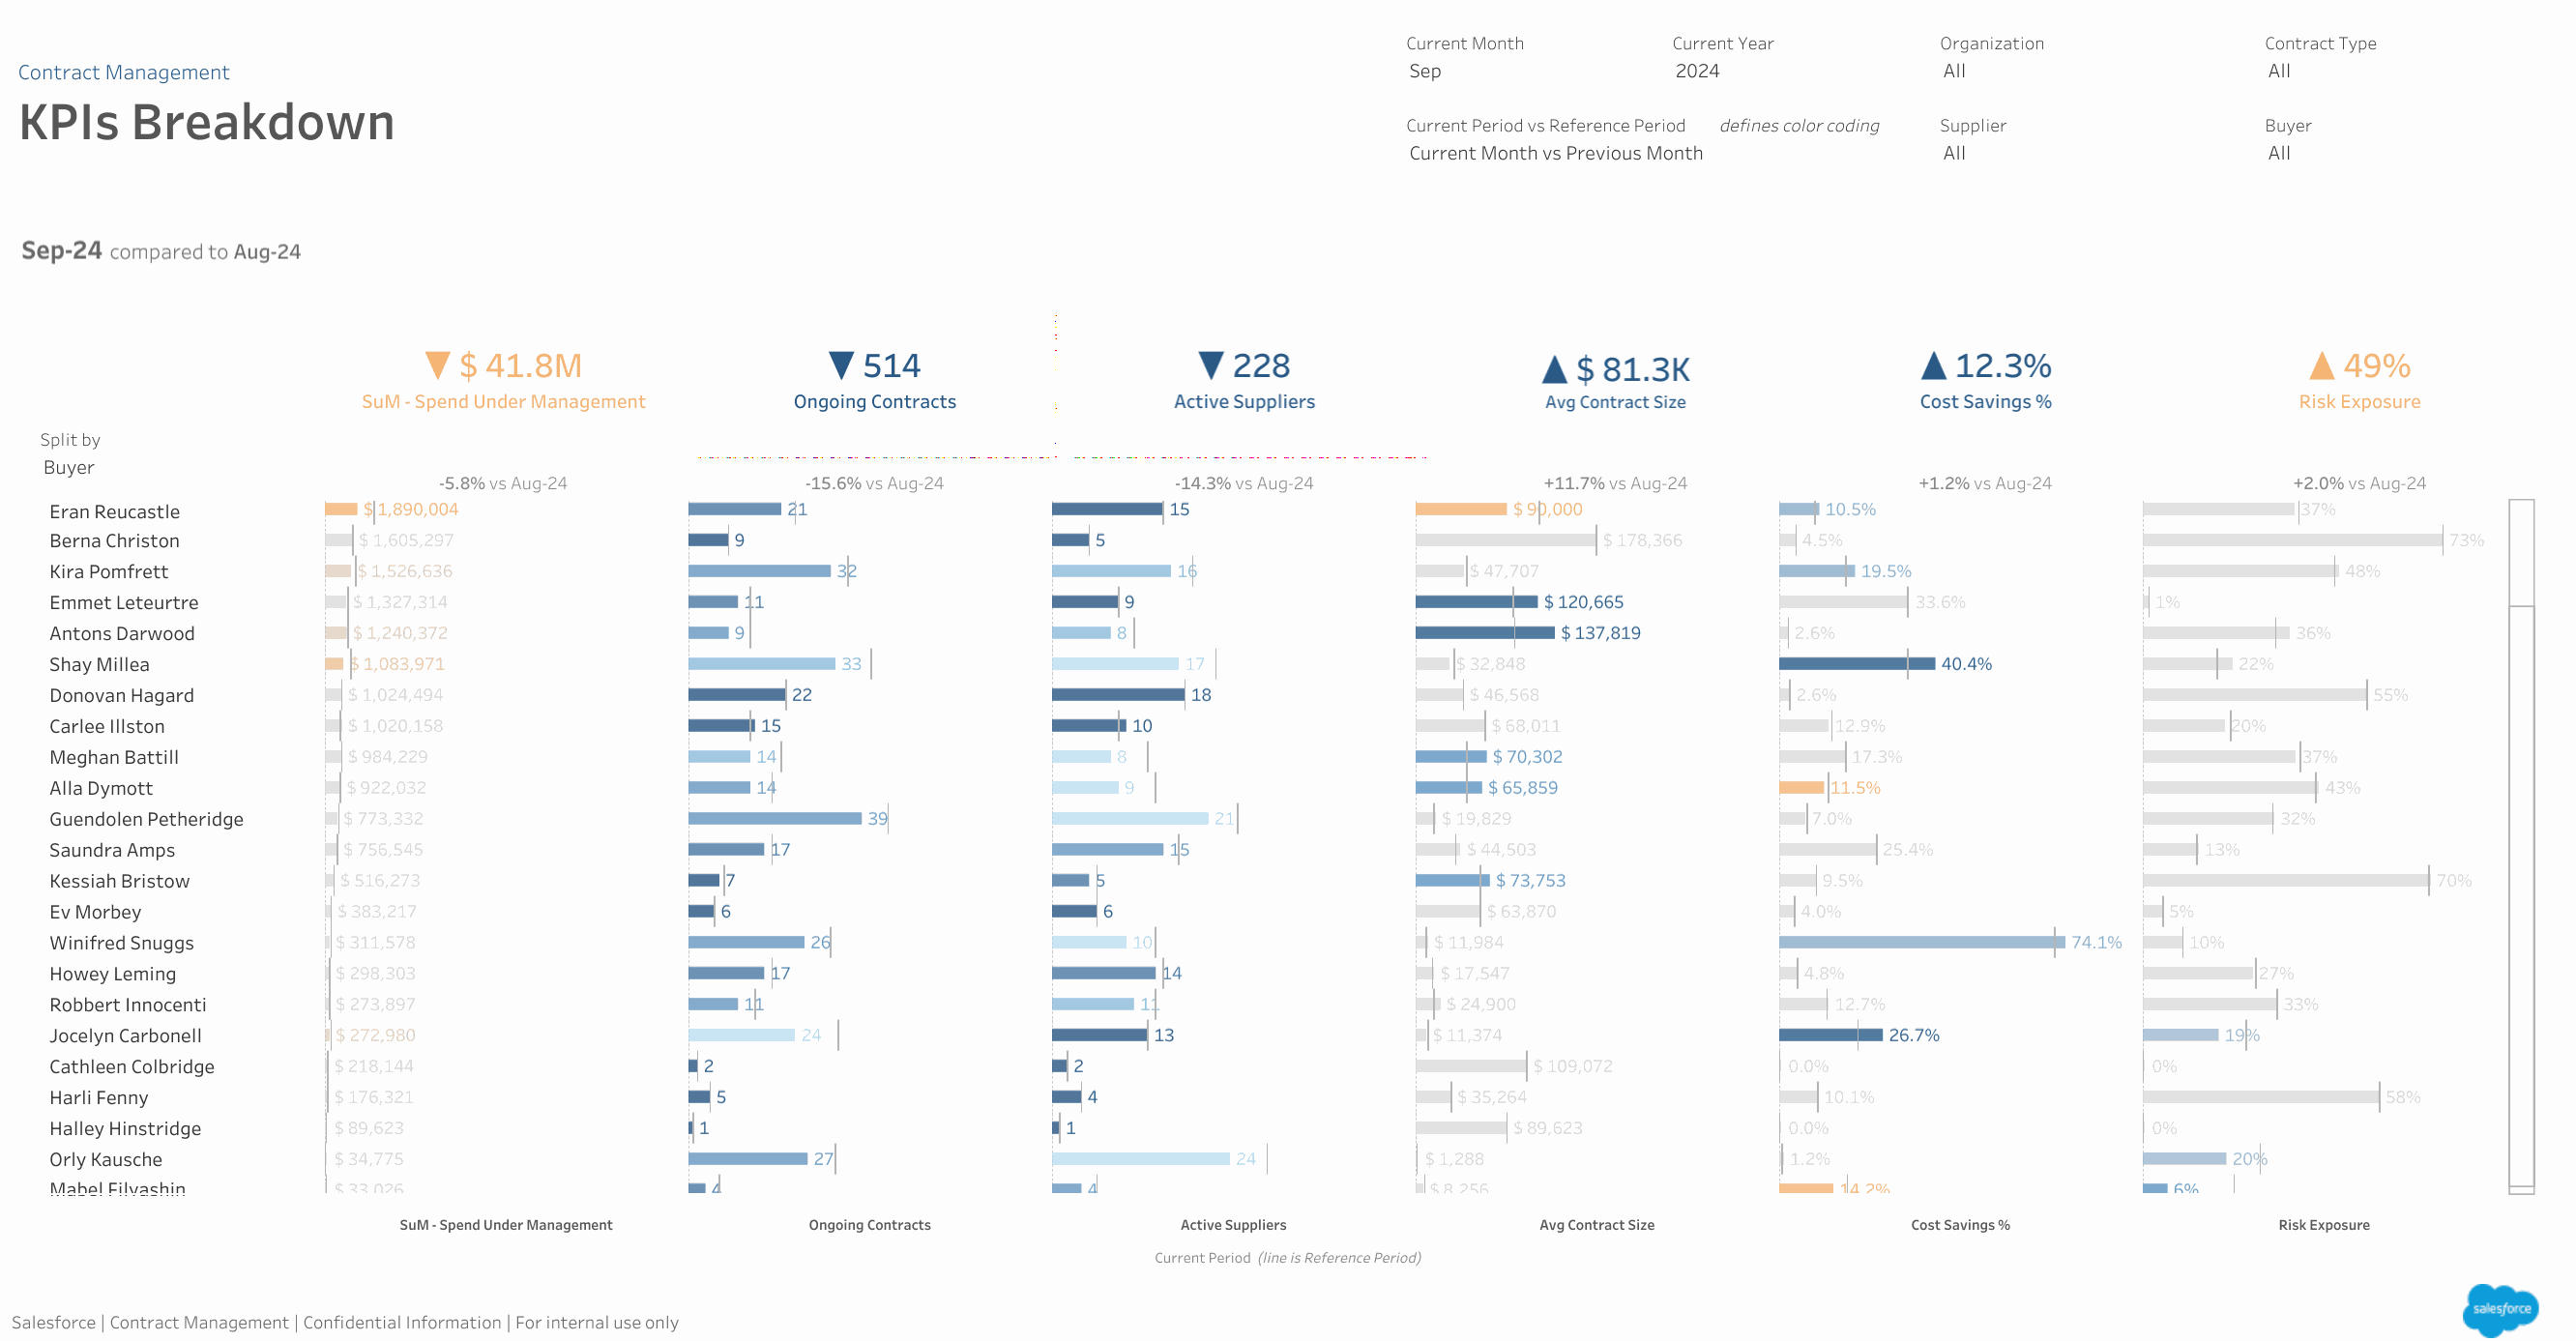 Contract Management
KPIs Breakdown
Current Month
Current Year
Organization
Contract Type
Sep
2024
All
All
Current Period vs Reference Period
defines color coding
Supplier
Buyer
Current Month vs Previous Month
All
All
Sep-24 compared to Aug-24
▼ $ 41.8M
▼ 514
▼ 228
▲ $ 81.3K
▲ 12.3%
▲ 49%
SuM - Spend Under Management
Ongoing Contracts
Active Suppliers
Avg Contract Size
Cost Savings %
Risk Exposure
Split by
Buyer
-5.8% vs Aug-24
-15.6% vs Aug-24
-14.3% vs Aug-24
+11.7% vs Aug-24
+1.2% vs Aug-24
+2.0% vs Aug-24
Eran Reucastle $ 1,890,004 21 15 $ 90,000 10.5% 37%
Berna Christon $ 1,605,297 9 5 $ 178,366 4.5% 73%
Kira Pomfrett $ 1,526,636 32 16 $ 47,707 19.5% 48%
Emmet Leteurtre $ 1,327,314 11 9 $ 120,665 33.6% 1%
Antons Darwood $ 1,240,372 9 8 $ 137,819 2.6% 36%
Shay Millea $ 1,083,971 33 17 $ 32,848 40.4% 22%
Donovan Hagard $ 1,024,494 22 18 $ 46,568 2.6% 55%
Carlee Illston $ 1,020,158 15 10 $ 68,011 12.9% 20%
Meghan Battill $ 984,229 14 8 $ 70,302 17.3% 37%
Alla Dymott $ 922,032 14 9 $ 65,859 11.5% 43%
Guendolen Petheridge $ 773,332 39 21 $ 19,829 7.0% 32%
Saundra Amps $ 756,545 17 15 $ 44,503 25.4% 13%
Kessiah Bristow $ 516,273 7 5 $ 73,753 9.5% 70%
Ev Morbey $ 383,217 6 6 $ 63,870 4.0% 5%
Winifred Snuggs $ 311,578 26 10 $ 11,984 74.1% 10%
Howey Leming $ 298,303 17 14 $ 17,547 4.8% 27%
Robbert Innocenti $ 273,897 11 11 $ 24,900 12.7% 33%
Jocelyn Carbonell $ 272,980 24 13 $ 11,374 26.7% 19%
Cathleen Colbridge $ 218,144 2 2 $ 109,072 0.0% 0%
Harli Fenny $ 176,321 5 4 $ 35,264 10.1% 58%
Halley Hinstridge $ 89,623 1 1 $ 89,623 0.0% 0%
Orly Kausche $ 34,775 27 24 $ 1,288 1.2% 20%
Mabel Filyashin $ 33,026 4 4 $ 8,256 14.2% 6%
SuM - Spend Under Management
Ongoing Contracts
Active Suppliers
Avg Contract Size
Cost Savings %
Risk Exposure
Current Period (line is Reference Period)
Salesforce | Contract Management | Confidential Information | For internal use only
salesforce